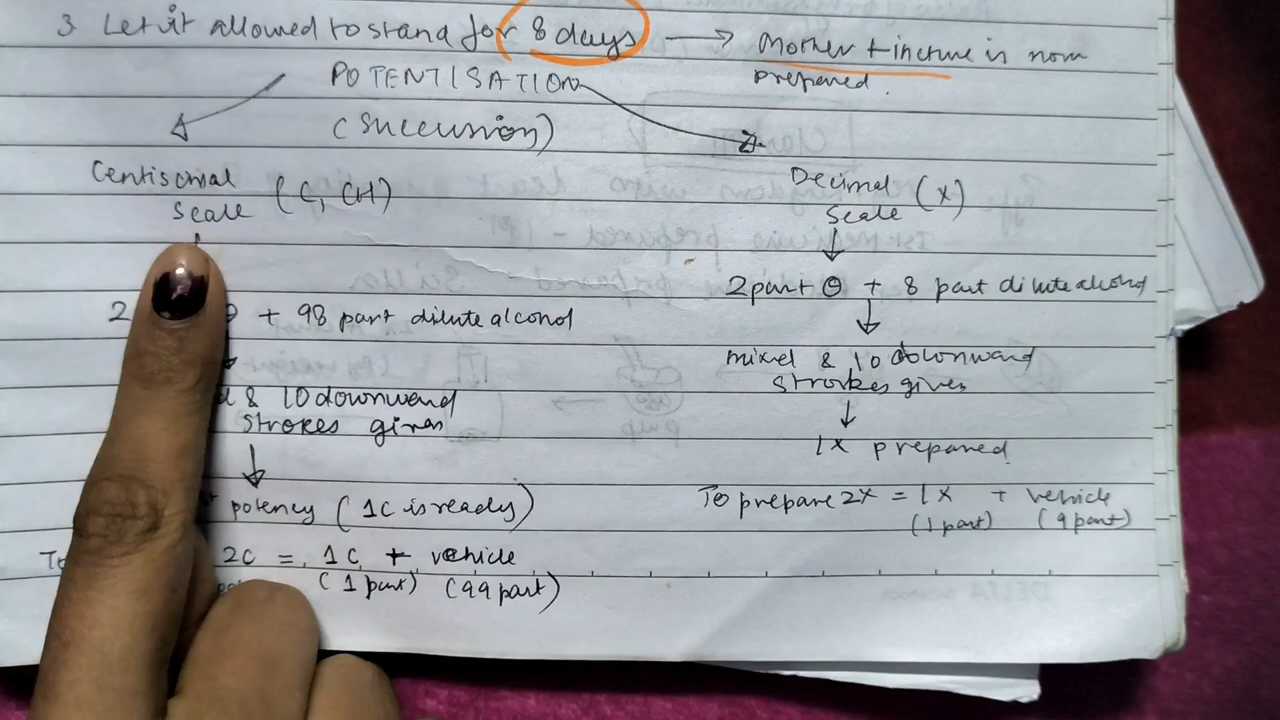 3 Let it allowed to stand for 8 days → Mother tincture is now
prepared.
POTENTISATION
(Succussion)
Centiscmal
Scale (C, CH)
2 + 98 part dilute alcohol
& 10 downward
strokes given
potency (1C is ready)
2C = 1C + vehicle
(1 part) (99 part)
Decimal
Scale (X)
2 part θ + 8 part dilute alcohol
mixed & 10 downward
strokes given
1X prepared
To prepare 2X = 1X + vehicle
(1 part) (9 part)